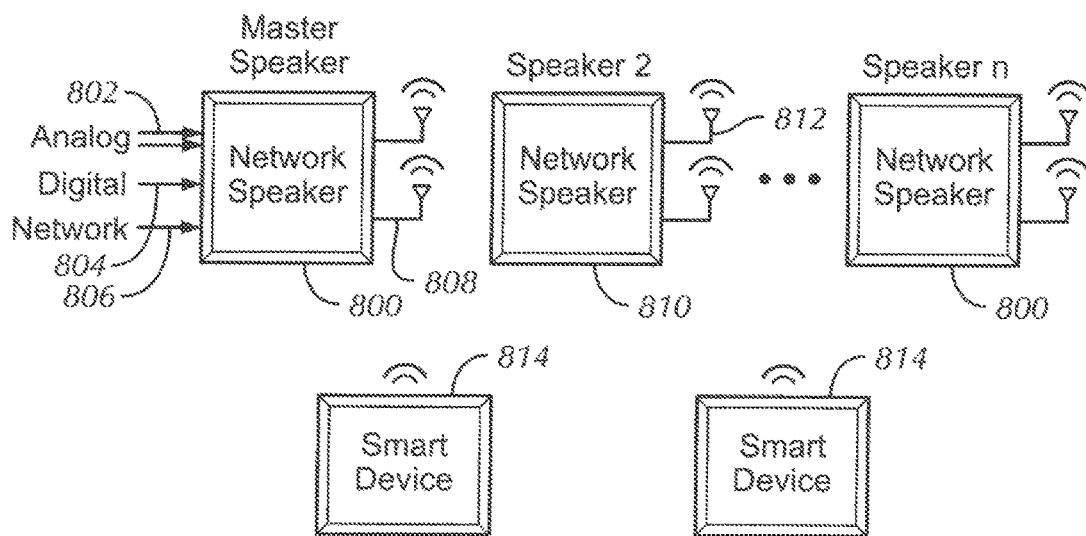 Master
Speaker
Speaker 2
Speaker n
802
Analog
Digital
Network
804
806
Network
Speaker
800
808
Network
Speaker
810
812
Network
Speaker
800
814
Smart
Device
814
Smart
Device